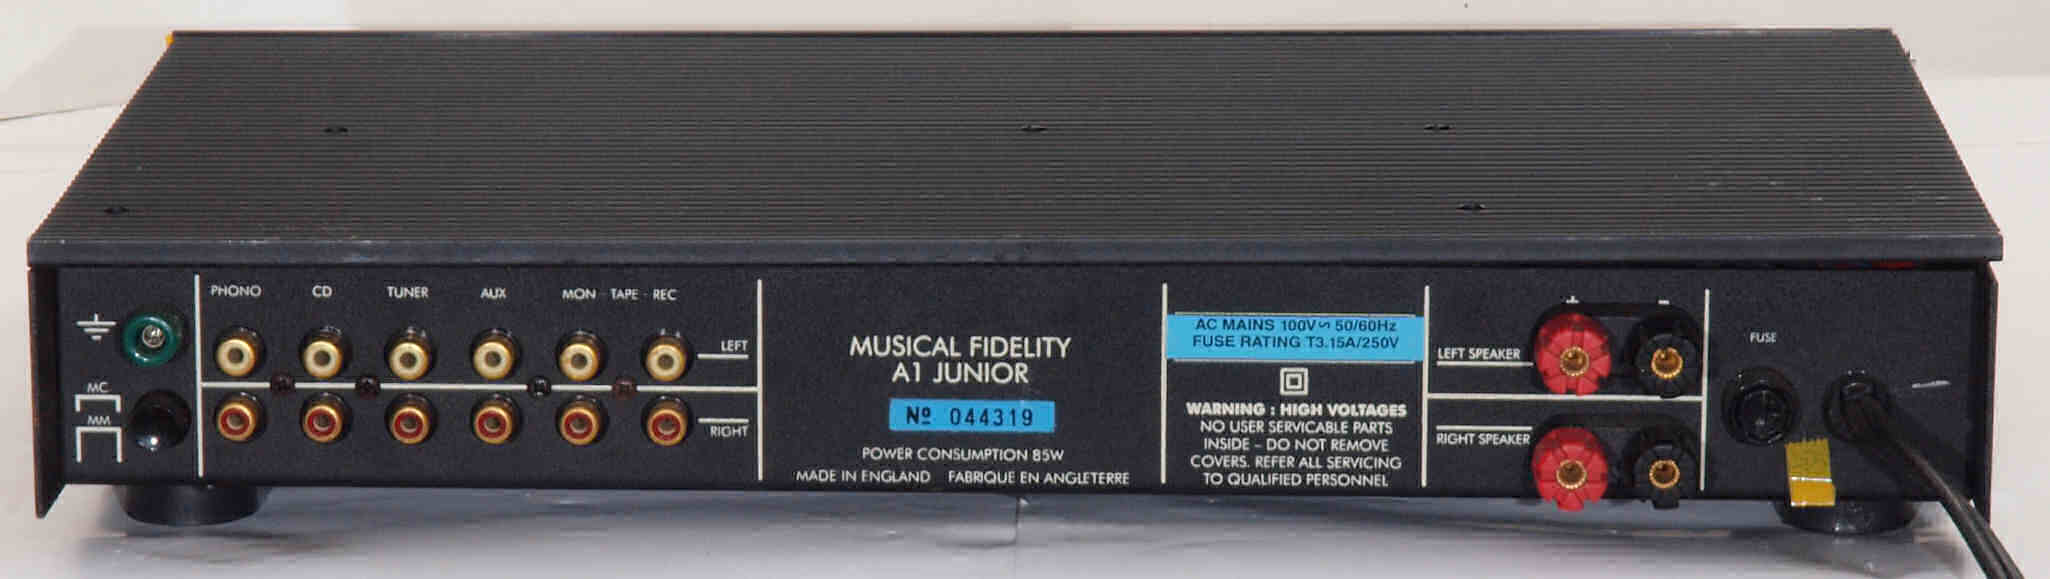 PHONO CD TUNER AUX MON - TAPE - REC
LEFT
RIGHT
MC
MM
MUSICAL FIDELITY
A1 JUNIOR
Nº 044319
POWER CONSUMPTION 85W
MADE IN ENGLAND FABRIQUE EN ANGLETERRE
AC MAINS 100V~ 50/60Hz
FUSE RATING T3.15A/250V
WARNING : HIGH VOLTAGES
NO USER SERVICABLE PARTS
INSIDE – DO NOT REMOVE
COVERS. REFER ALL SERVICING
TO QUALIFIED PERSONNEL
+ –
LEFT SPEAKER
RIGHT SPEAKER
FUSE